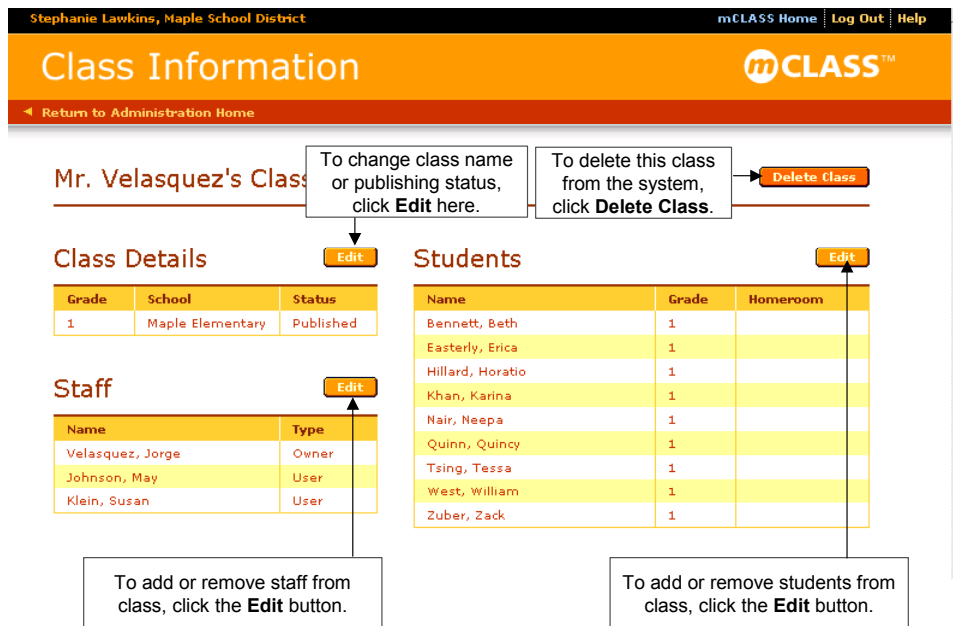 Stephanie Lawkins, Maple School District
mCLASS Home Log Out Help
Class Information
mCLASS™
Return to Administration Home
Mr. Velasquez's Clas
To change class name
or publishing status,
click Edit here.
To delete this class
from the system,
click Delete Class.
Delete Class
Class Details
Edit
Grade School Status
1 Maple Elementary Published
Staff
Edit
Name Type
Velasquez, Jorge Owner
Johnson, May User
Klein, Susan User
Students
Edit
Name Grade Homeroom
Bennett, Beth 1
Easterly, Erica 1
Hillard, Horatio 1
Khan, Karina 1
Nair, Neepa 1
Quinn, Quincy 1
Tsing, Tessa 1
West, William 1
Zuber, Zack 1
To add or remove staff from
class, click the Edit button.
To add or remove students from
class, click the Edit button.